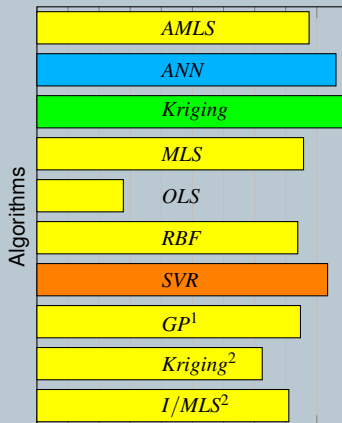 Algorithms
AMLS
ANN
Kriging
MLS
OLS
RBF
SVR
GP¹
Kriging²
I/MLS²